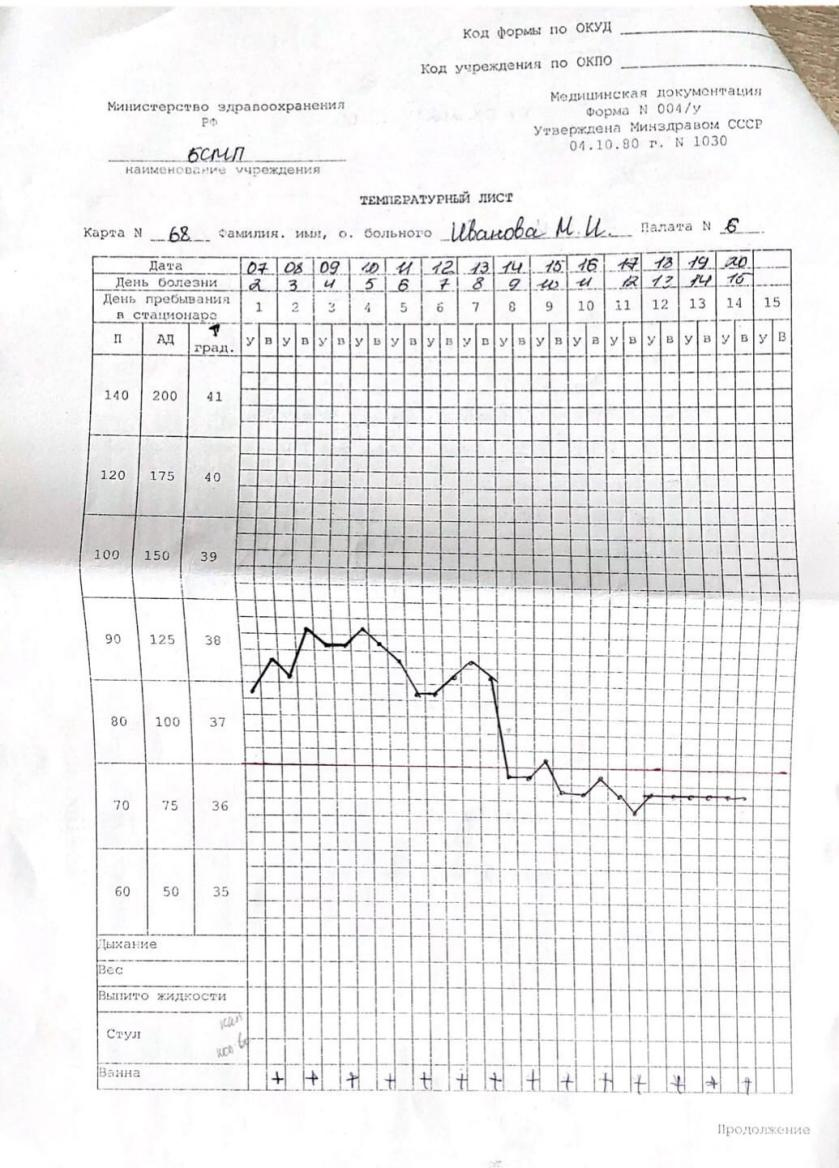 Код формы по ОКУД
Код учреждения по ОКПО
Медицинская документация
Форма N 004/у
Утверждена Минздравом СССР
04.10.80 г. N 1030
Министерство здравоохранения
РФ
БСМП
наименование учреждения
ТЕМПЕРАТУРНЫЙ ЛИСТ
Карта N 68 Фамилия. имя, о. больного Иванова М.И. Палата N 6
Дата 07 08 09 10 11 12 13 14 15 16 17 18 19 20
День болезни 2 3 4 5 6 7 8 9 10 11 12 13 14 15
День пребывания
в стационаре 1 2 3 4 5 6 7 8 9 10 11 12 13 14 15
П АД Т град. У В У В У В У В У В У В У В У В У В У В У В У В У В У В У В
140 200 41
120 175 40
100 150 39
90 125 38
80 100 37
70 75 36
60 50 35
Дыхание
Вес
Выпито жидкости
Стул
Ванна + + + + + + + + + + + + + +
Продолжение